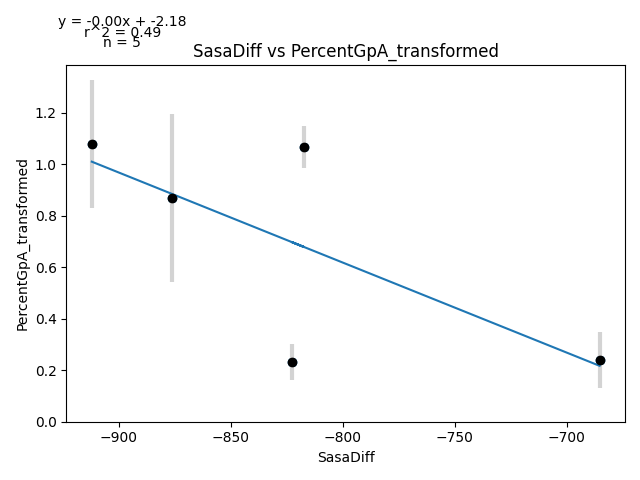 y = -0.00x + -2.18
r^2 = 0.49
n = 5
SasaDiff vs PercentGpA_transformed
PercentGpA_transformed
1.2
1.0
0.8
0.6
0.4
0.2
0.0
−900
−850
−800
−750
−700
SasaDiff